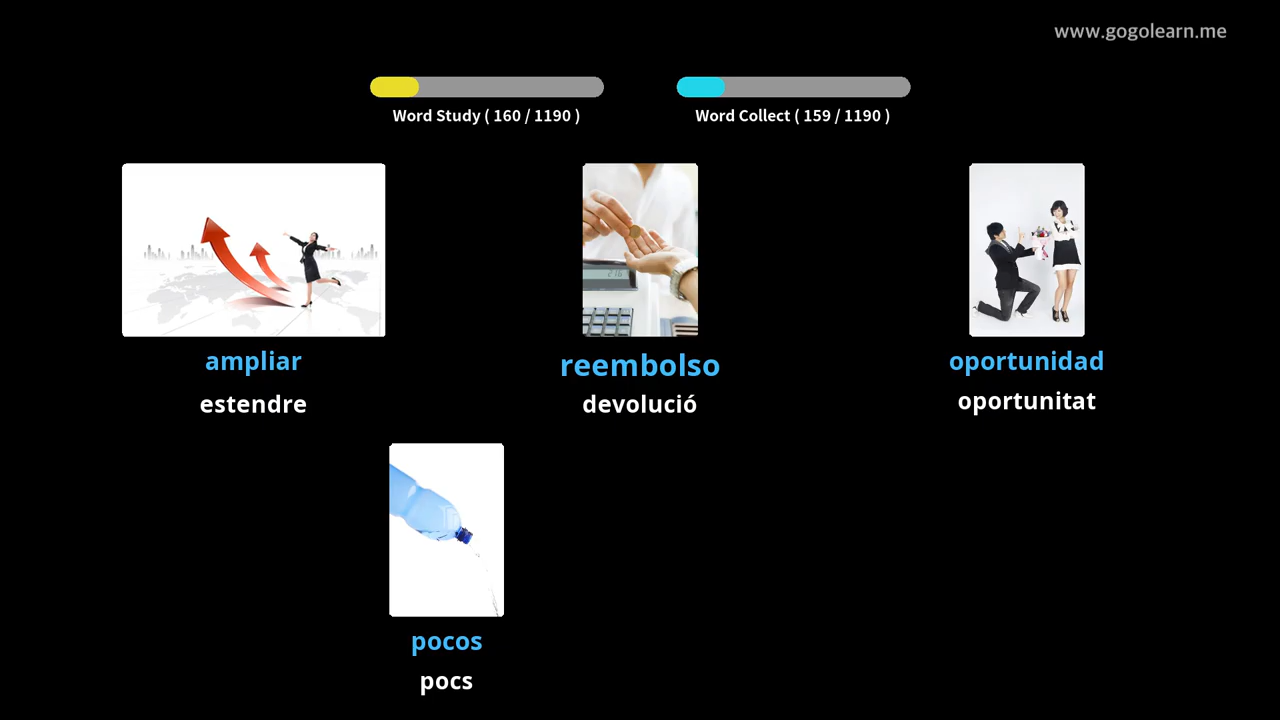 www.gogolearn.me
Word Study ( 160 / 1190 )
Word Collect ( 159 / 1190 )
ampliar
estendre
reembolso
devolució
oportunidad
oportunitat
pocos
pocs